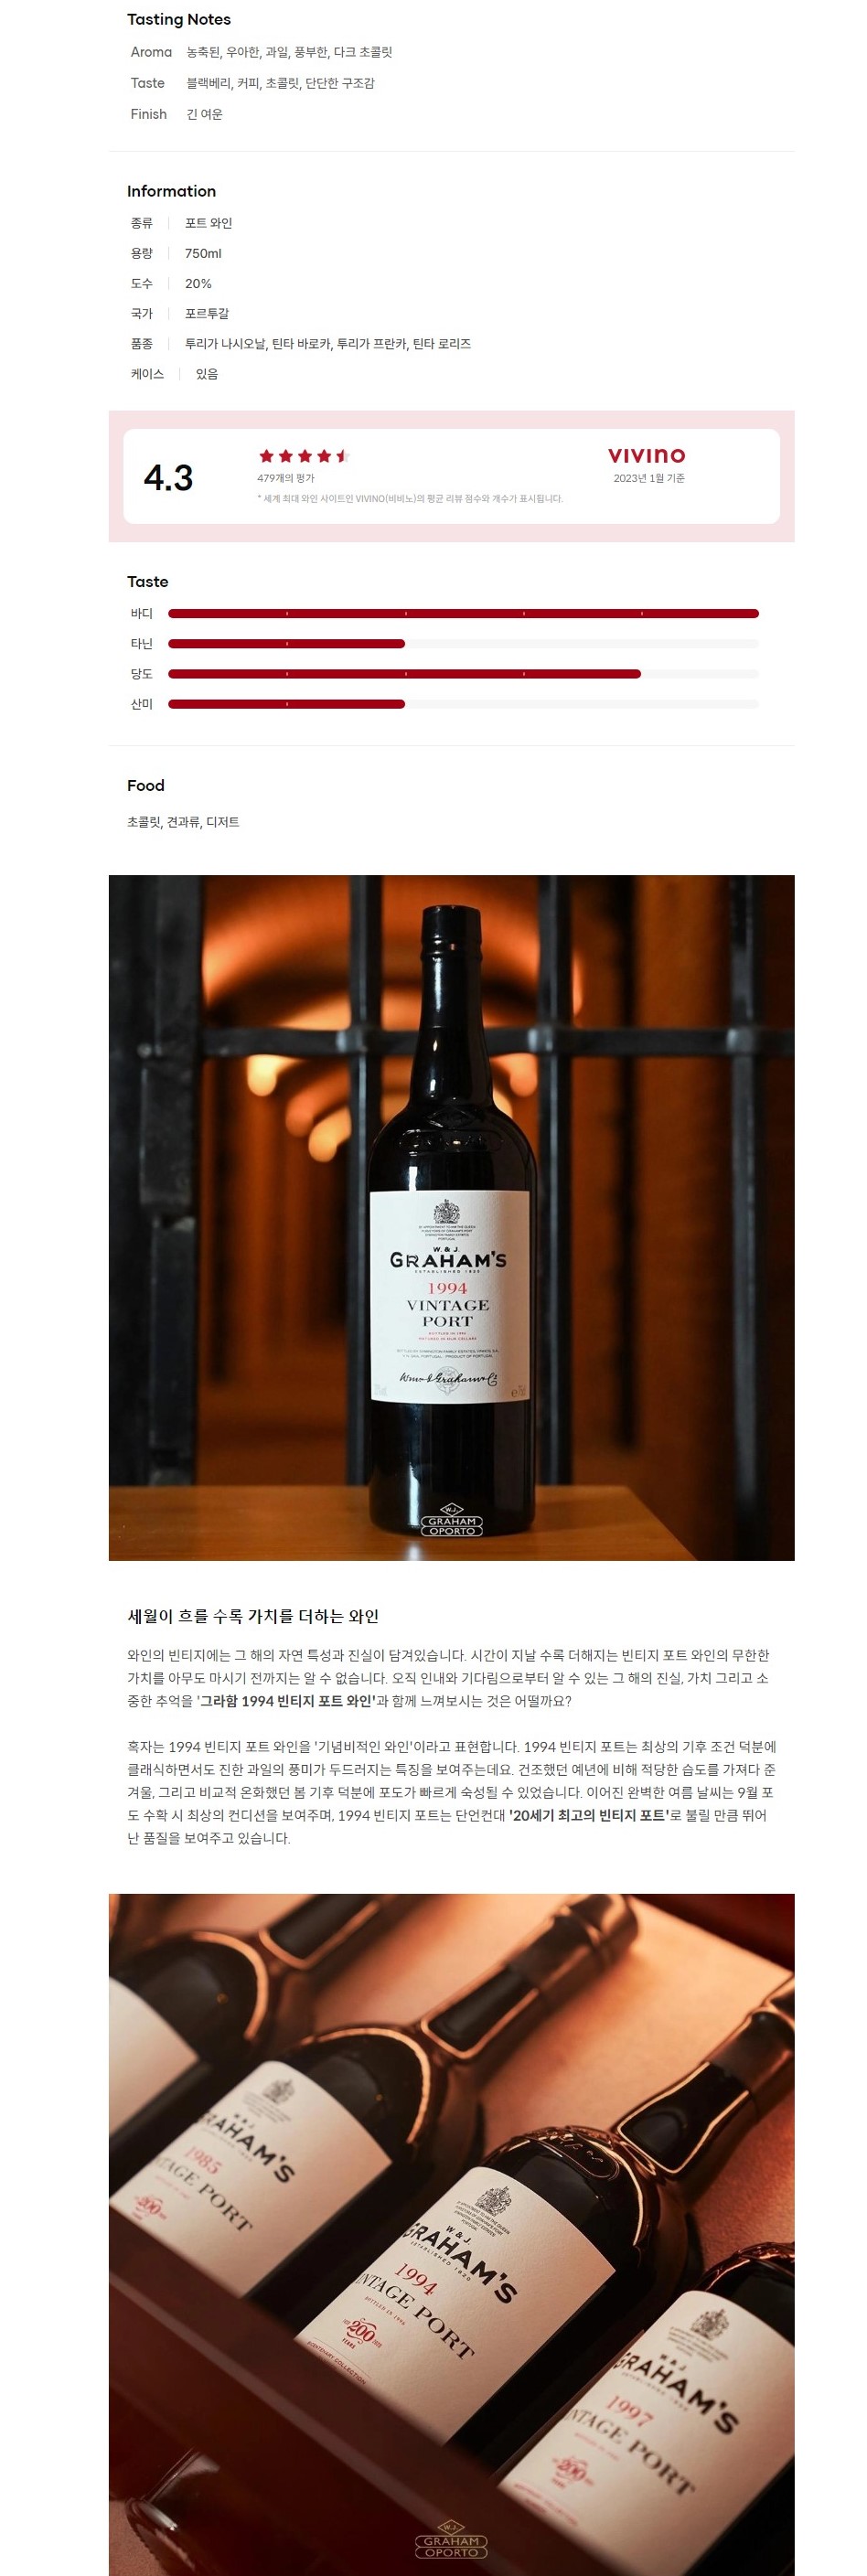 Tasting Notes
Aroma 농축된, 우아한, 과일, 풍부한, 다크 초콜릿
Taste 블랙베리, 커피, 초콜릿, 단단한 구조감
Finish 긴 여운
Information
종류 포트 와인
용량 750ml
도수 20%
국가 포르투갈
품종 투리가 나시오날, 틴타 바로카, 투리가 프란카, 틴타 로리즈
케이스 있음
4.3
479개의 평가
* 세계 최대 와인 사이트인 VIVINO(비비노)의 평균 리뷰 점수와 개수가 표시됩니다.
VIVINO
2023년 1월 기준
Taste
바디
타닌
당도
산미
Food
초콜릿, 견과류, 디저트
W. & J.
GRAHAM'S
ESTABLISHED 1820
1994
VINTAGE
PORT
BOTTLED IN 1996
W.J.
GRAHAM
OPORTO
세월이 흐를 수록 가치를 더하는 와인
와인의 빈티지에는 그 해의 자연 특성과 진실이 담겨있습니다. 시간이 지날 수록 더해지는 빈티지 포트 와인의 무한한
가치를 아무도 마시기 전까지는 알 수 없습니다. 오직 인내와 기다림으로부터 알 수 있는 그 해의 진실, 가치 그리고 소
중한 추억을 '그라함 1994 빈티지 포트 와인'과 함께 느껴보시는 것은 어떨까요?
혹자는 1994 빈티지 포트 와인을 '기념비적인 와인'이라고 표현합니다. 1994 빈티지 포트는 최상의 기후 조건 덕분에
클래식하면서도 진한 과일의 풍미가 두드러지는 특징을 보여주는데요. 건조했던 예년에 비해 적당한 습도를 가져다 준
겨울, 그리고 비교적 온화했던 봄 기후 덕분에 포도가 빠르게 숙성될 수 있었습니다. 이어진 완벽한 여름 날씨는 9월 포
도 수확 시 최상의 컨디션을 보여주며, 1994 빈티지 포트는 단언컨대 '20세기 최고의 빈티지 포트'로 불릴 만큼 뛰어
난 품질을 보여주고 있습니다.
GRAHAM'S
1985
TAGE PORT
200
W & J.
GRAHAM'S
ESTABLISHED 1820
1994
NTAGE PORT
BOTTLED IN 1996
200
YEARS
BICENTENARY COLLECTION
W & J.
GRAHAM'S
1997
NTAGE PORT
200
W.J.
GRAHAM
OPORTO